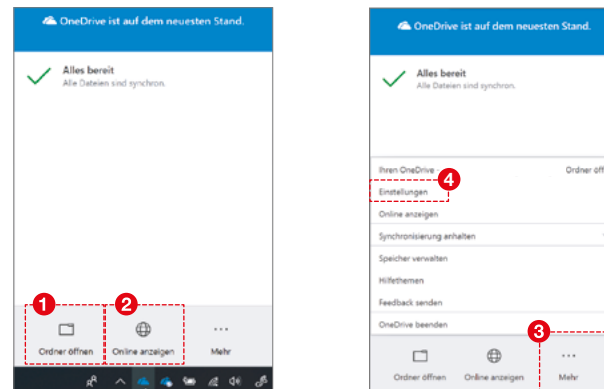 OneDrive ist auf dem neuesten Stand.
Alles bereit
Alle Dateien sind synchron.
1
2
Ordner öffnen
Online anzeigen
Mehr
OneDrive ist auf dem neuesten Stand.
Alles bereit
Alle Dateien sind synchron.
Ihren OneDrive -
Ordner öff
4
Einstellungen
Online anzeigen
Synchronisierung anhalten
Speicher verwalten
Hilfethemen
Feedback senden
OneDrive beenden
3
Ordner öffnen
Online anzeigen
Mehr